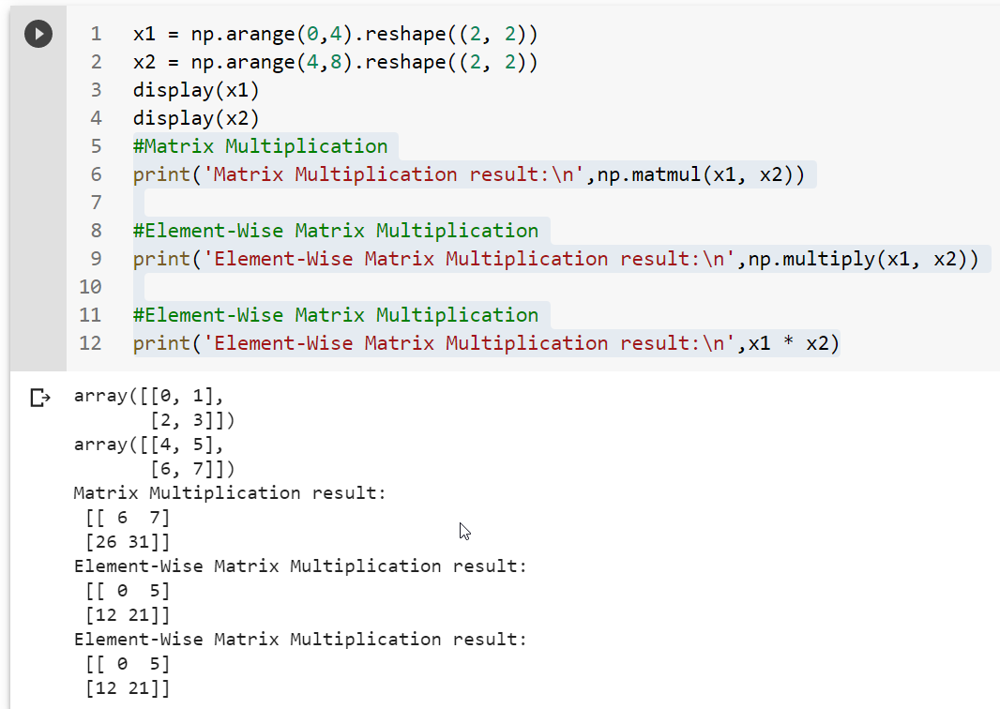 1 x1 = np.arange(0,4).reshape((2, 2))
2 x2 = np.arange(4,8).reshape((2, 2))
3 display(x1)
4 display(x2)
5 #Matrix Multiplication
6 print('Matrix Multiplication result:\n',np.matmul(x1, x2))
7
8 #Element-Wise Matrix Multiplication
9 print('Element-Wise Matrix Multiplication result:\n',np.multiply(x1, x2))
10
11 #Element-Wise Matrix Multiplication
12 print('Element-Wise Matrix Multiplication result:\n',x1 * x2)
array([[0, 1],
       [2, 3]])
array([[4, 5],
       [6, 7]])
Matrix Multiplication result:
 [[ 6  7]
 [26 31]]
Element-Wise Matrix Multiplication result:
 [[ 0  5]
 [12 21]]
Element-Wise Matrix Multiplication result:
 [[ 0  5]
 [12 21]]